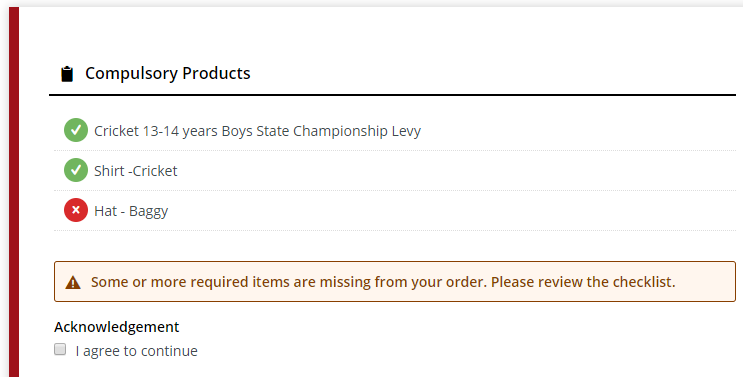 Compulsory Products
Cricket 13-14 years Boys State Championship Levy
Shirt -Cricket
Hat - Baggy
Some or more required items are missing from your order. Please review the checklist.
Acknowledgement
I agree to continue